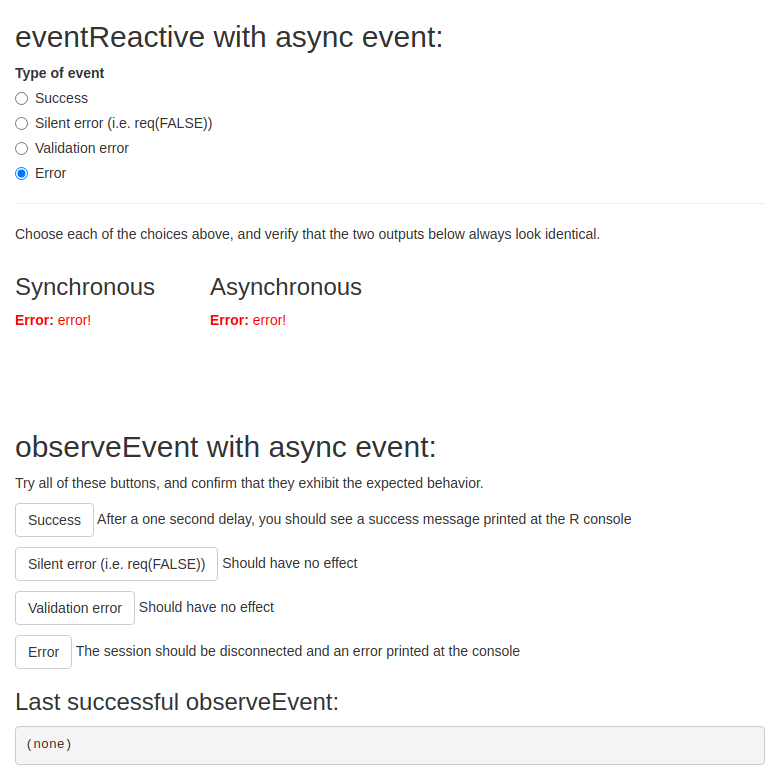 eventReactive with async event:
Type of event
Success
Silent error (i.e. req(FALSE))
Validation error
Error
Choose each of the choices above, and verify that the two outputs below always look identical.
Synchronous Asynchronous
Error: error! Error: error!
observeEvent with async event:
Try all of these buttons, and confirm that they exhibit the expected behavior.
Success After a one second delay, you should see a success message printed at the R console
Silent error (i.e. req(FALSE)) Should have no effect
Validation error Should have no effect
Error The session should be disconnected and an error printed at the console
Last successful observeEvent:
(none)